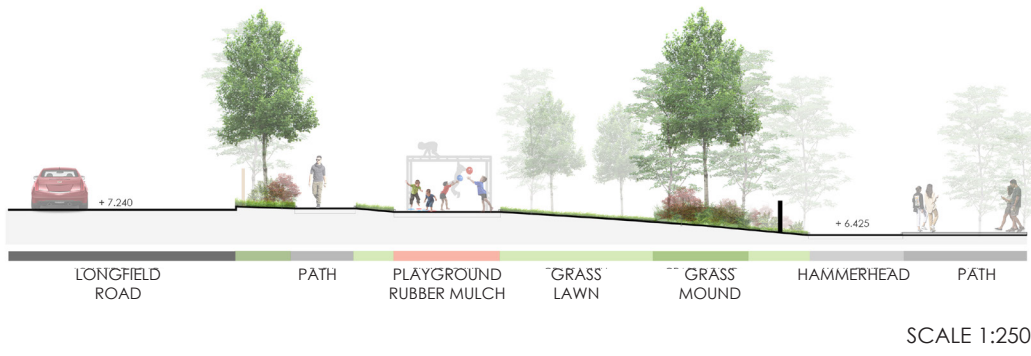 + 7.240
+ 6.425
LONGFIELD
ROAD
PATH
PLAYGROUND
RUBBER MULCH
GRASS
LAWN
GRASS
MOUND
HAMMERHEAD
PATH
SCALE 1:250